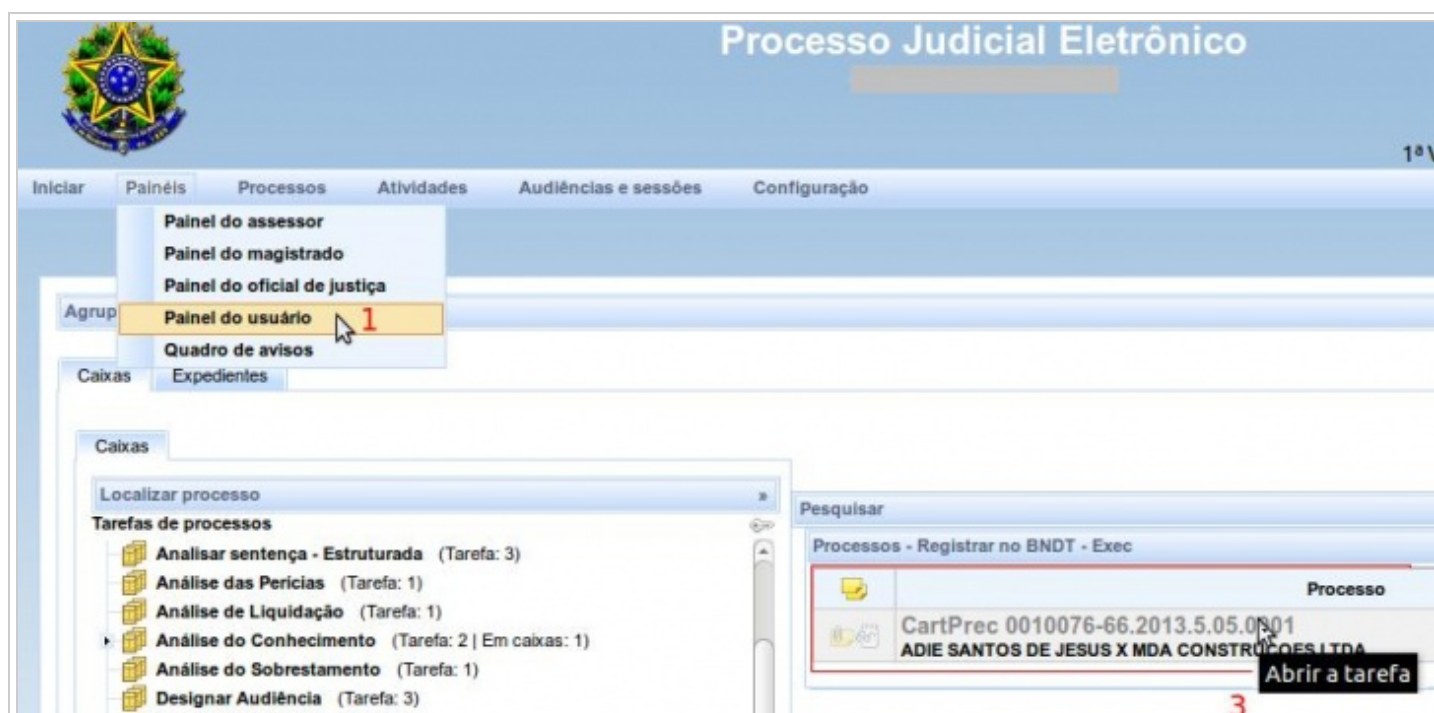 Processo Judicial Eletrônico
1ª V
Iniciar Painéis Processos Atividades Audiências e sessões Configuração
Painel do assessor
Painel do magistrado
Painel do oficial de justiça
Agrup
Painel do usuário 1
Quadro de avisos
Caixas Expedientes
Caixas
Localizar processo »
Tarefas de processos
Analisar sentença - Estruturada (Tarefa: 3)
Análise das Perícias (Tarefa: 1)
Análise de Liquidação (Tarefa: 1)
Análise do Conhecimento (Tarefa: 2 | Em caixas: 1)
Análise do Sobrestamento (Tarefa: 1)
Designar Audiência (Tarefa: 3)
Pesquisar
Processos - Registrar no BNDT - Exec
Processo
CartPrec 0010076-66.2013.5.05.0001
ADIE SANTOS DE JESUS X MDA CONSTRUCOES LTDA
Abrir a tarefa
3